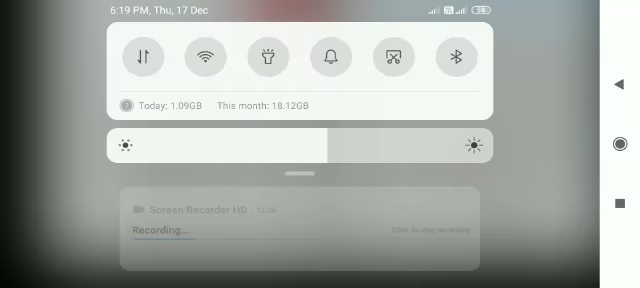 6:19 PM, Thu, 17 Dec
Today: 1.09GB This month: 18.12GB
Screen Recorder HD
Recording...
Click to stop recording